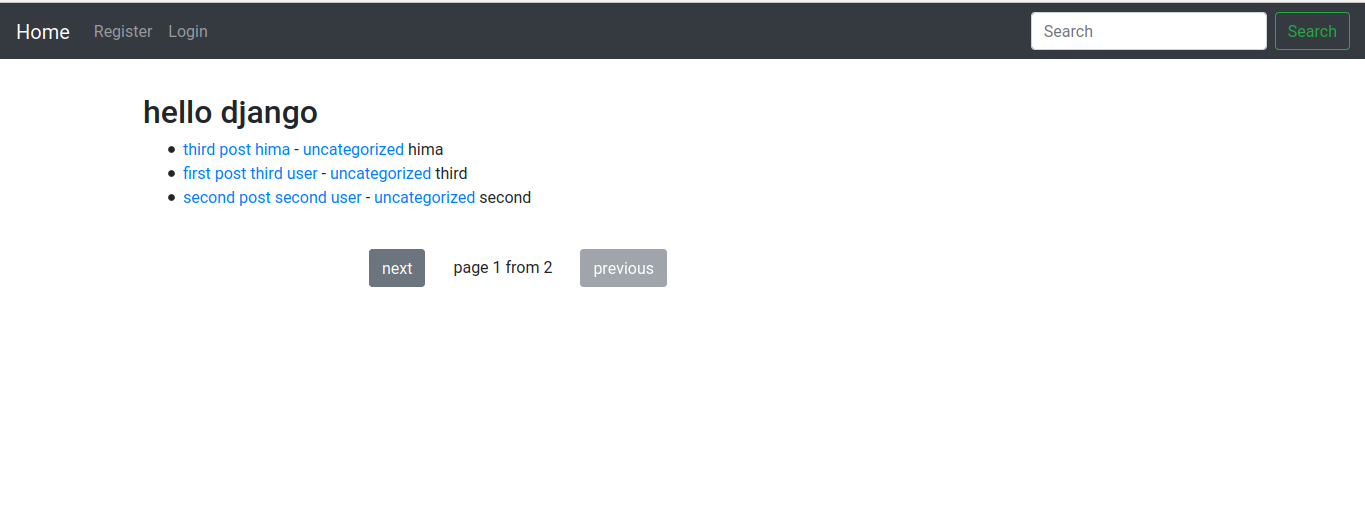 Home Register Login Search Search
hello django
third post hima - uncategorized hima
first post third user - uncategorized third
second post second user - uncategorized second
next page 1 from 2 previous